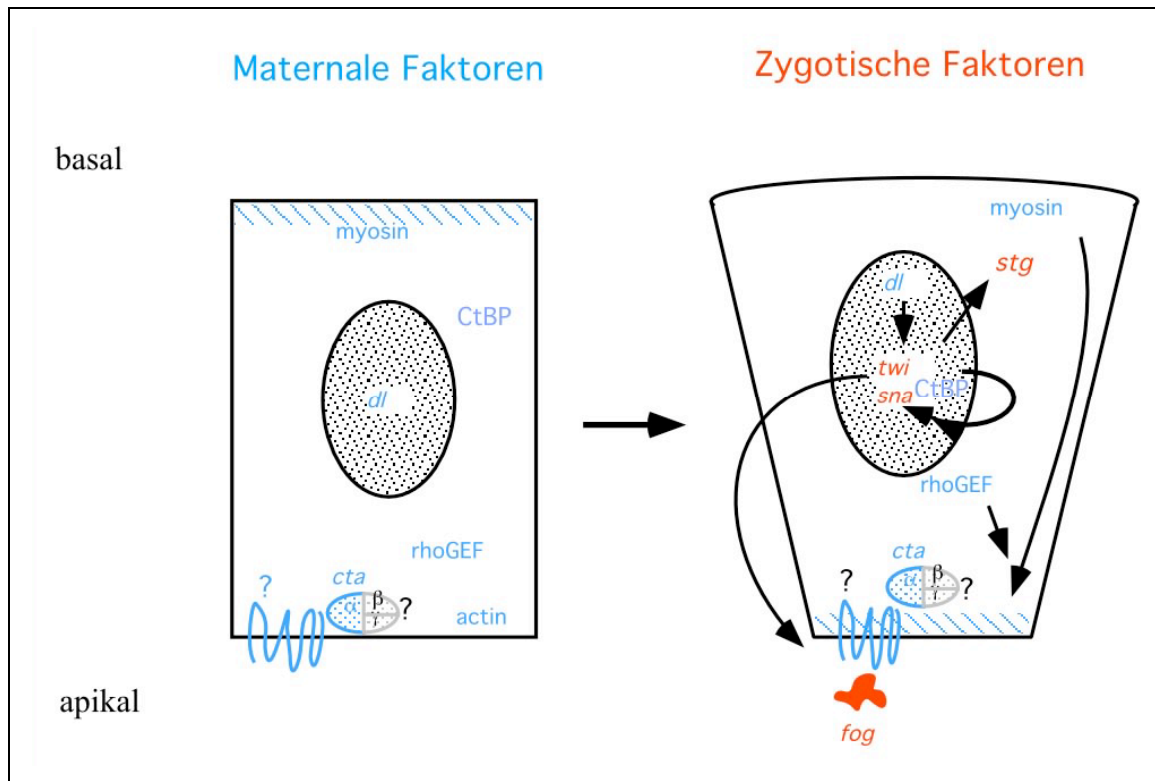 Maternale Faktoren
Zygotische Faktoren
basal
myosin
CtBP
dl
rhoGEF
?
cta
α
β
γ
?
actin
apikal
myosin
stg
dl
twi
sna
CtBP
rhoGEF
?
cta
α
β
γ
?
fog